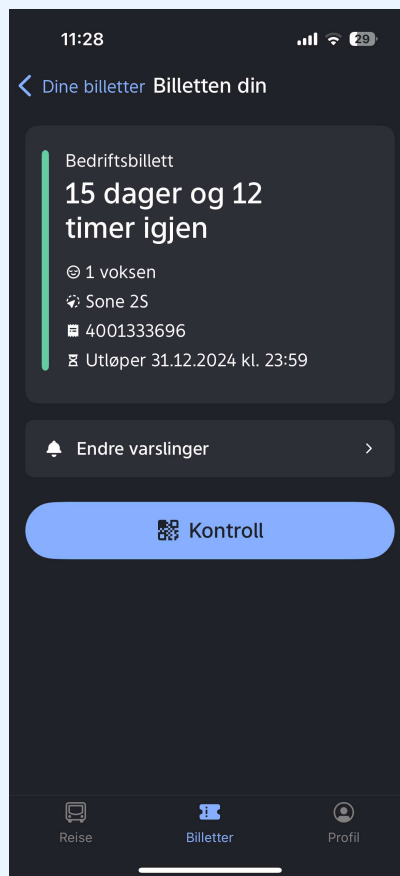 11:28
29
Dine billetter Billetten din
Bedriftsbillett
15 dager og 12
timer igjen
1 voksen
Sone 2S
4001333696
Utløper 31.12.2024 kl. 23:59
Endre varslinger
Kontroll
Reise Billetter Profil